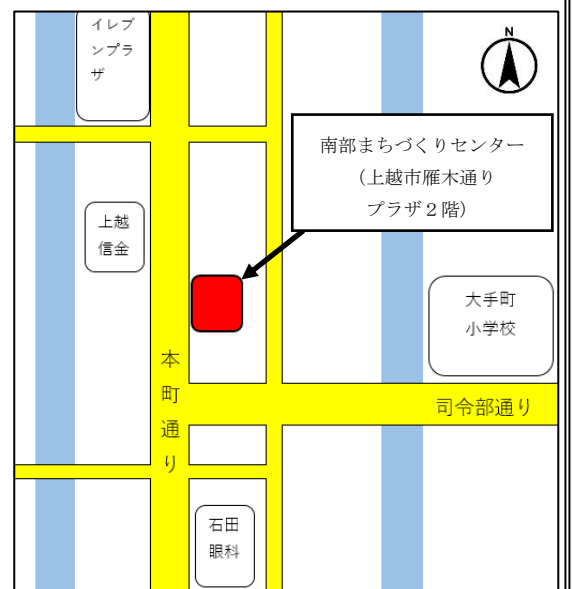 イレブ
ンプラ
ザ
N
南部まちづくりセンター
（上越市雁木通り
プラザ２階）
上越
信金
大手町
小学校
本町通り
司令部通り
石田
眼科